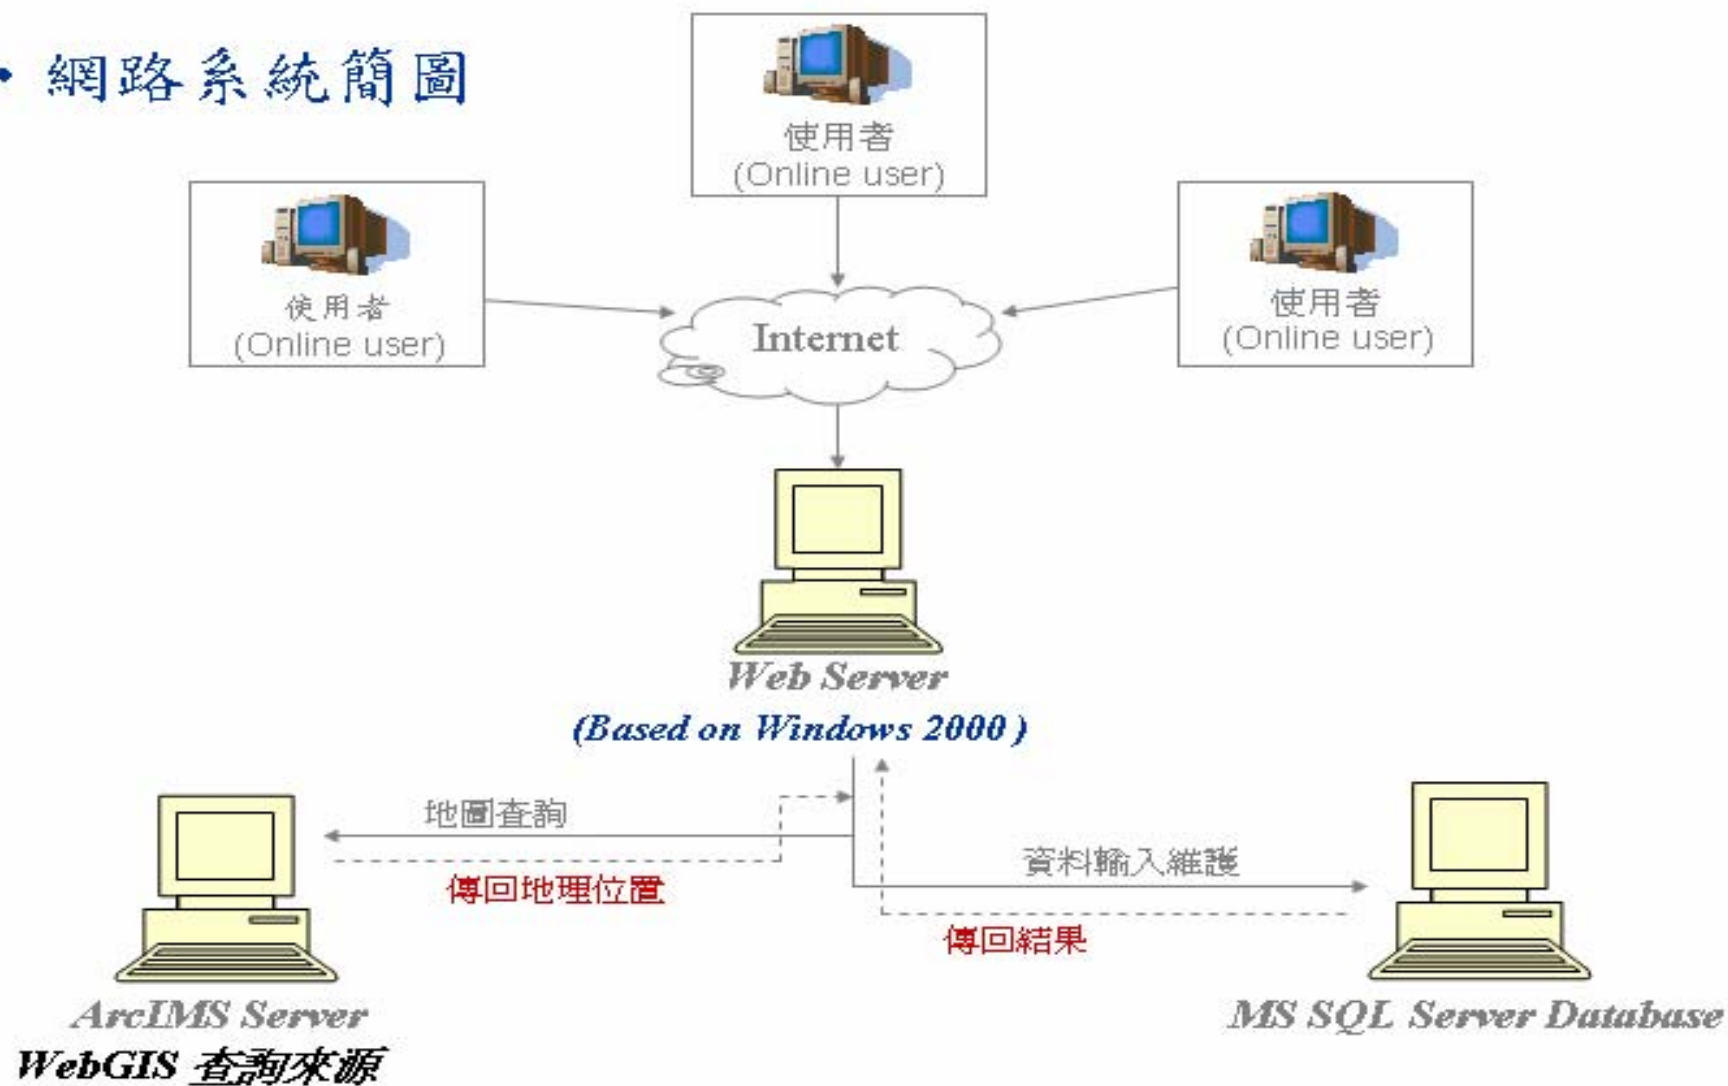 • 網路系統簡圖
使用者
(Online user)
使用者
(Online user)
使用者
(Online user)
Internet
Web Server
(Based on Windows 2000 )
地圖查詢
傳回地理位置
資料輸入維護
傳回結果
ArcIMS Server
WebGIS 查詢來源
MS SQL Server Database